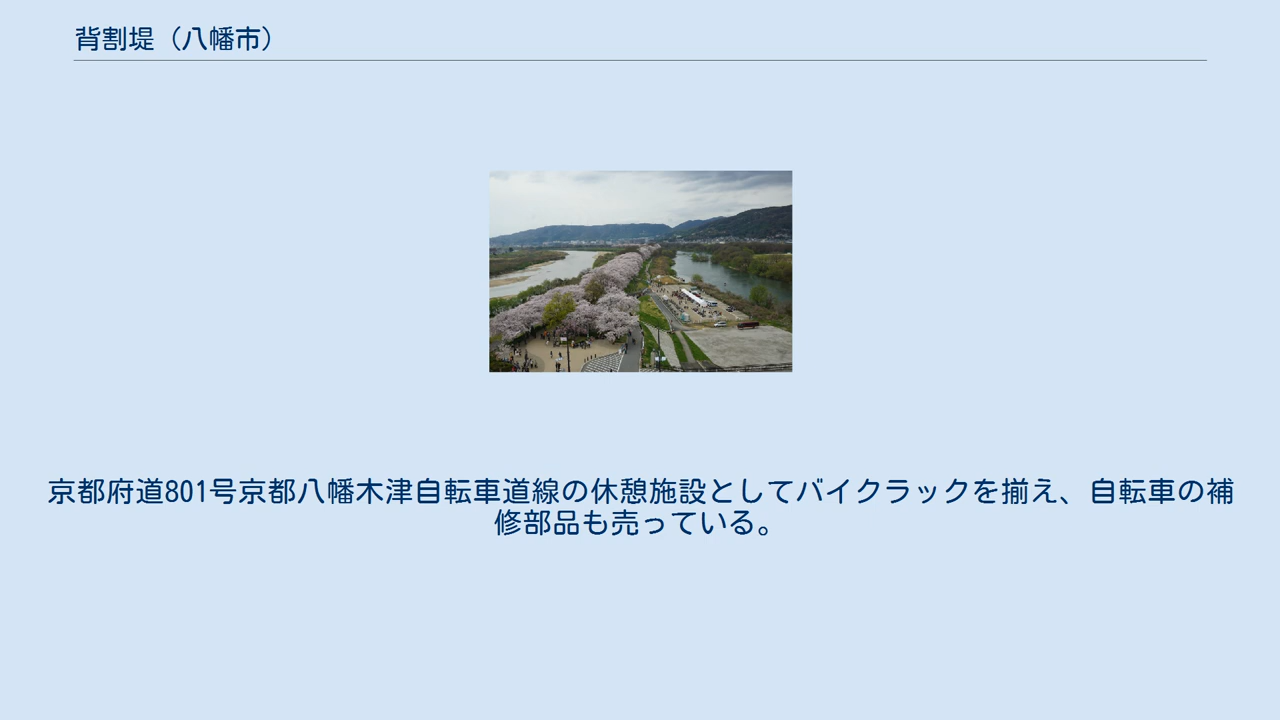 背割堤（八幡市）
京都府道801号京都八幡木津自転車道線の休憩施設としてバイクラックを揃え、自転車の補
修部品も売っている。